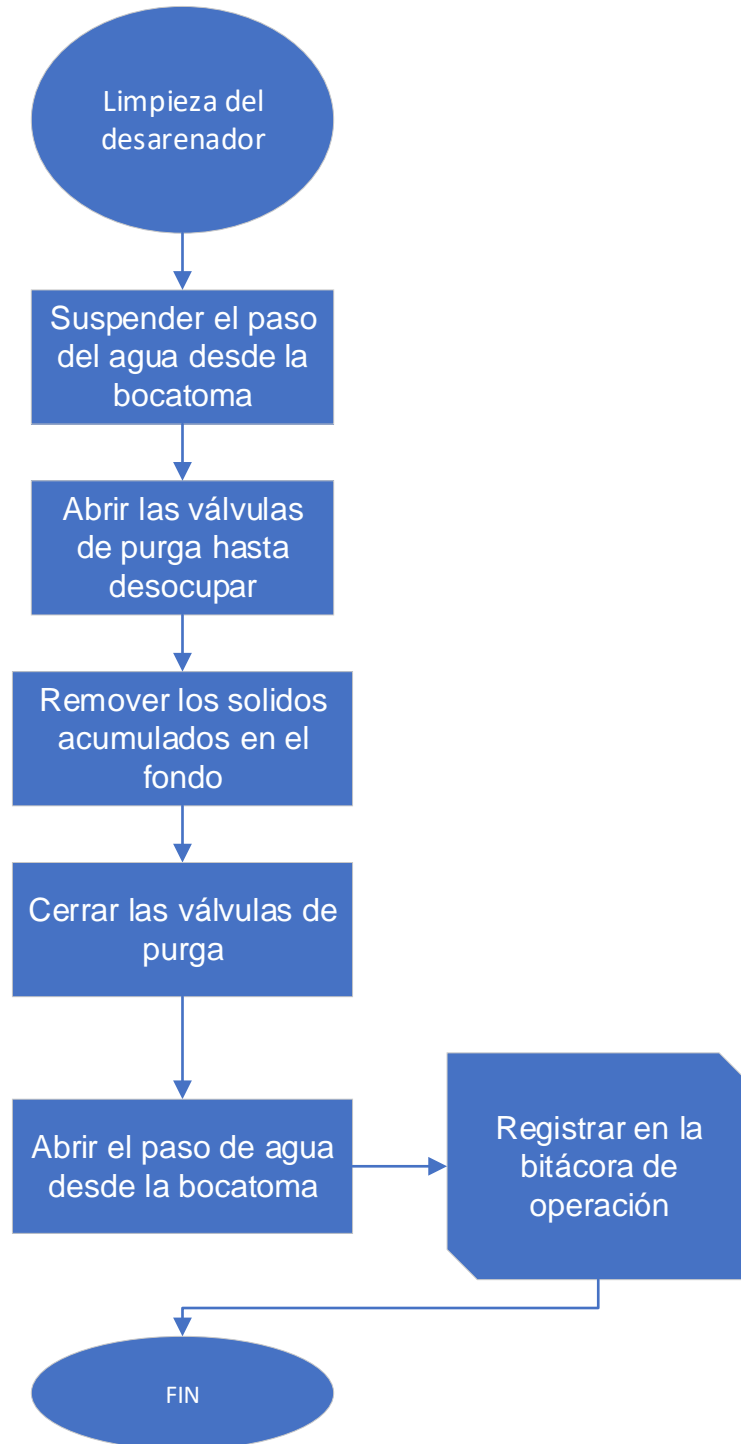 Limpieza del
desarenador
Suspender el paso
del agua desde la
bocatoma
Abrir las válvulas
de purga hasta
desocupar
Remover los solidos
acumulados en el
fondo
Cerrar las válvulas de
purga
Abrir el paso de agua
desde la bocatoma
Registrar en la
bitácora de
operación
FIN